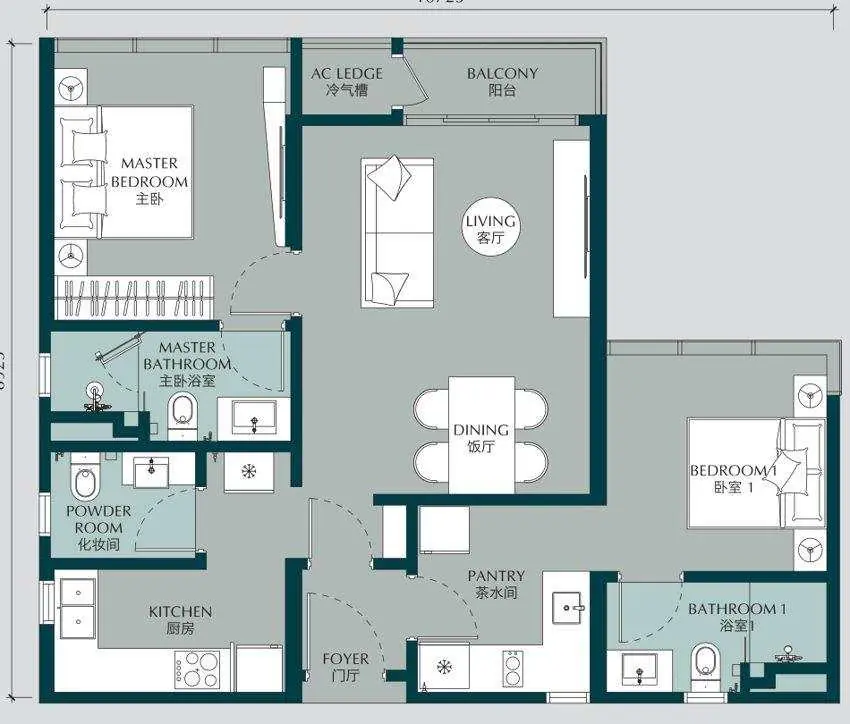 AC LEDGE
冷气槽
BALCONY
阳台
MASTER
BEDROOM
主卧
LIVING
客厅
MASTER
BATHROOM
主卧浴室
DINING
饭厅
BEDROOM 1
卧室 1
POWDER
ROOM
化妆间
PANTRY
茶水间
KITCHEN
厨房
BATHROOM 1
浴室1
FOYER
门厅